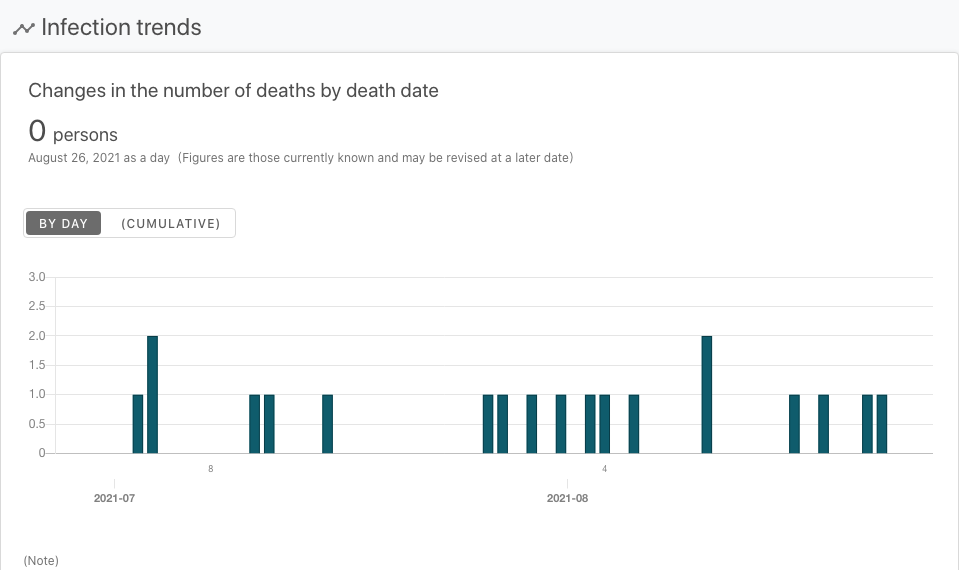 Infection trends
Changes in the number of deaths by death date
0 persons
August 26, 2021 as a day (Figures are those currently known and may be revised at a later date)
BY DAY (CUMULATIVE)
3.0
2.5
2.0
1.5
1.0
0.5
0
8 4
2021-07 2021-08
(Note)